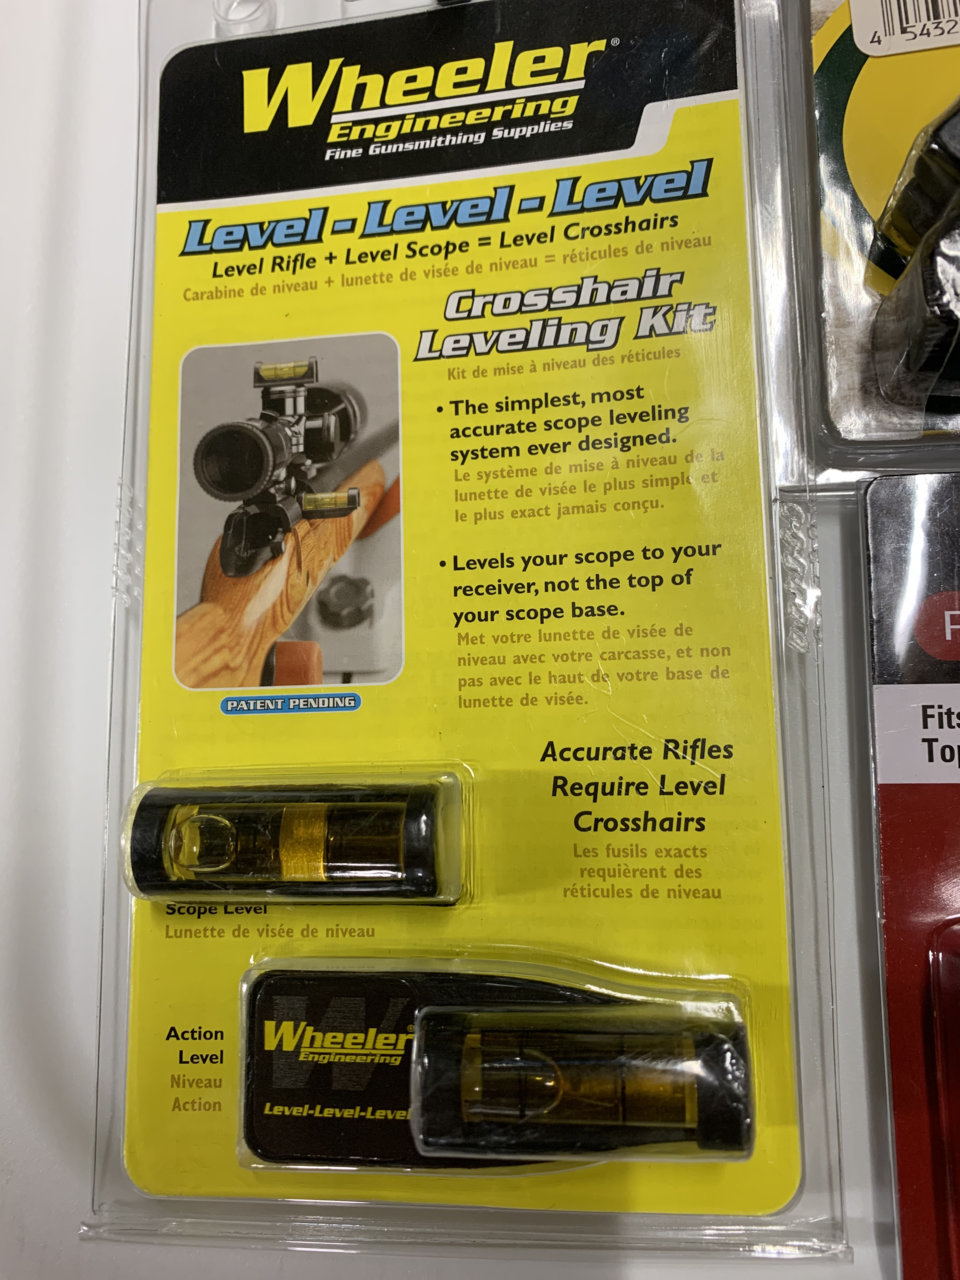 Wheeler®
Engineering
Fine Gunsmithing Supplies
Level - Level - Level
Level Rifle + Level Scope = Level Crosshairs
Carabine de niveau + lunette de visée de niveau = réticules de niveau
Crosshair
Leveling Kit
Kit de mise à niveau des réticules
• The simplest, most
accurate scope leveling
system ever designed.
Le système de mise à niveau de la
lunette de visée le plus simple et
le plus exact jamais conçu.
• Levels your scope to your
receiver, not the top of
your scope base.
Met votre lunette de visée de
niveau avec votre carcasse, et non
pas avec le haut de votre base de
lunette de visée.
PATENT PENDING
Accurate Rifles
Require Level
Crosshairs
Les fusils exacts
requièrent des
réticules de niveau
Scope Level
Lunette de visée de niveau
Action
Level
Niveau
Action
Wheeler®
Engineering
Level-Level-Level
4 54432
F
Fits
Top